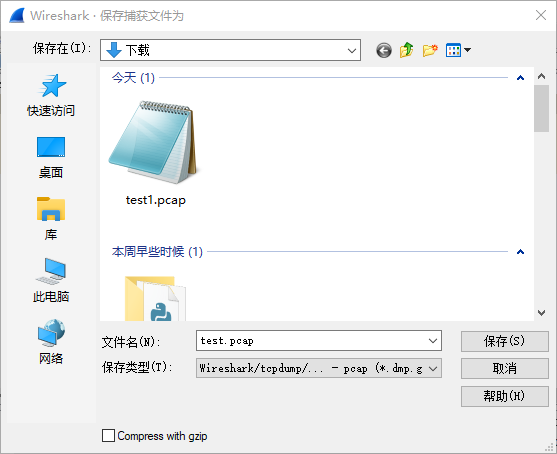 Wireshark · 保存捕获文件为
保存在(I):
下载
快速访问
桌面
库
此电脑
网络
今天 (1)
test1.pcap
本周早些时候 (1)
文件名(N):
test.pcap
保存(S)
保存类型(T):
Wireshark/tcpdump/... - pcap (*.dmp.g
取消
帮助(H)
Compress with gzip